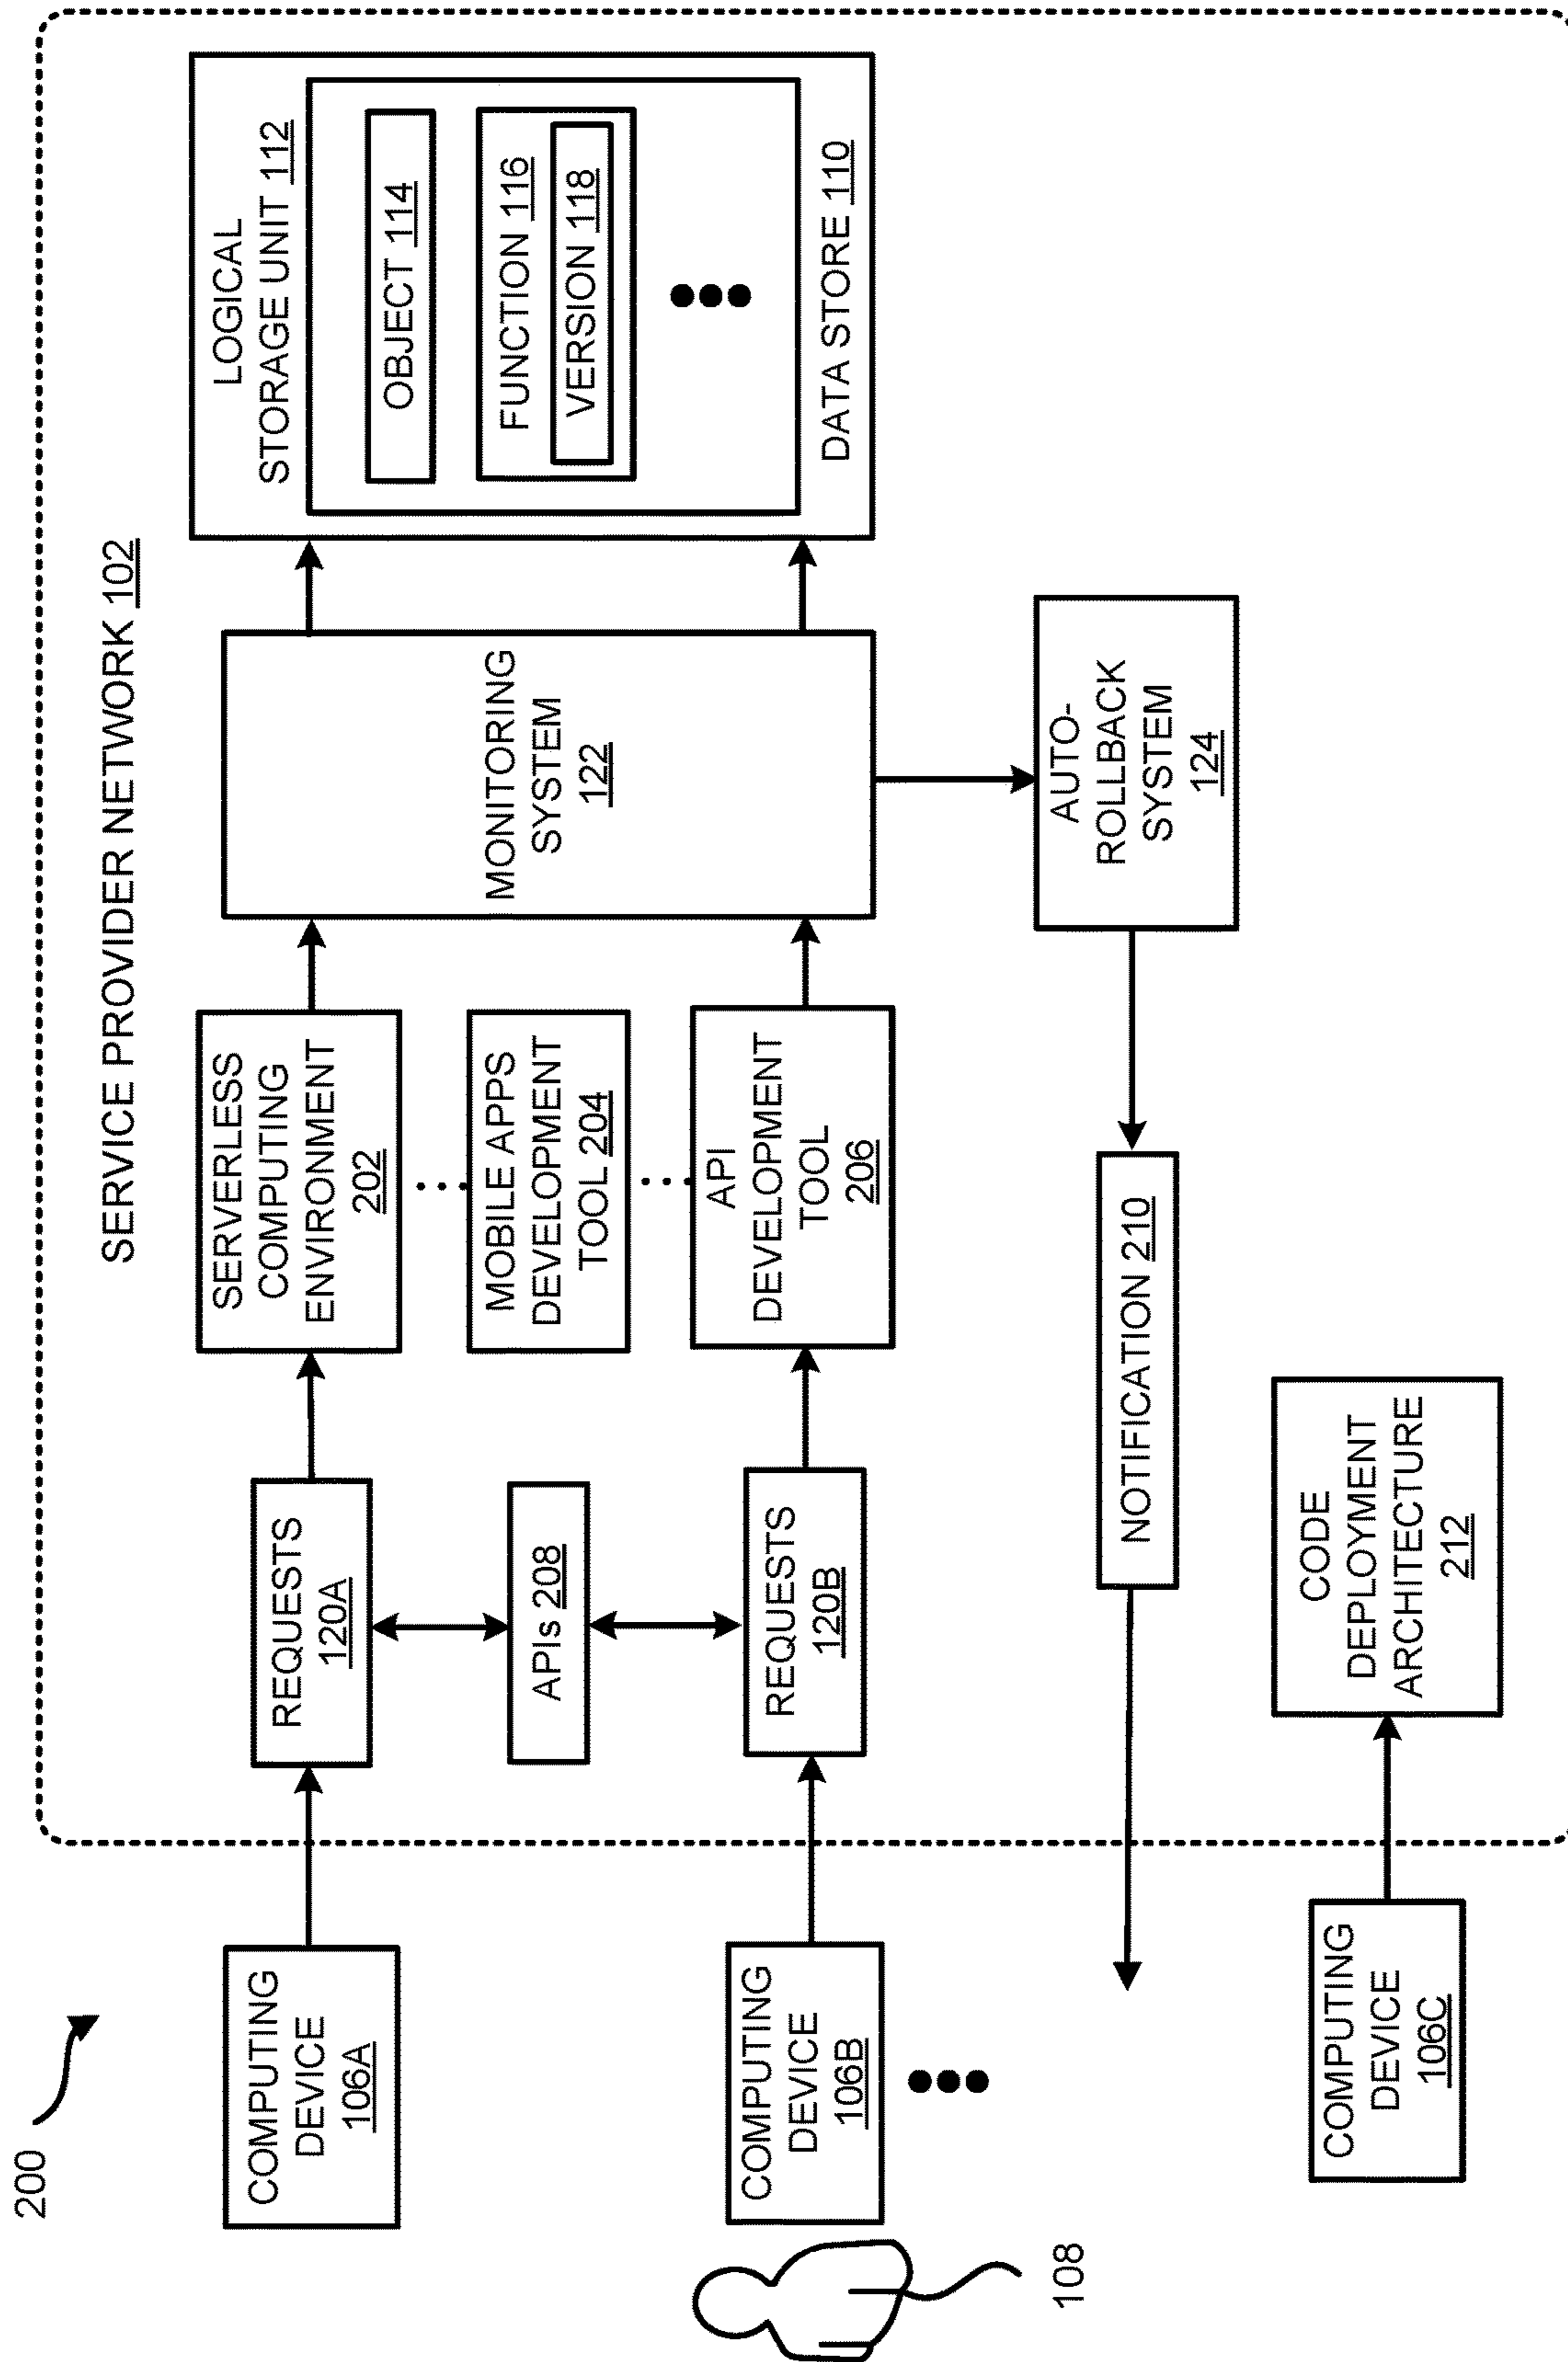 200
SERVICE PROVIDER NETWORK 102
COMPUTING
DEVICE
106A
REQUESTS
120A
SERVERLESS
COMPUTING
ENVIRONMENT
202
MONITORING
SYSTEM
122
LOGICAL
STORAGE UNIT 112
OBJECT 114
FUNCTION 116
VERSION 118
DATA STORE 110
APIs 208
MOBILE APPS
DEVELOPMENT
TOOL 204
COMPUTING
DEVICE
106B
REQUESTS
120B
API
DEVELOPMENT
TOOL
206
108
NOTIFICATION 210
AUTO-
ROLLBACK
SYSTEM
124
COMPUTING
DEVICE
106C
CODE
DEPLOYMENT
ARCHITECTURE
212